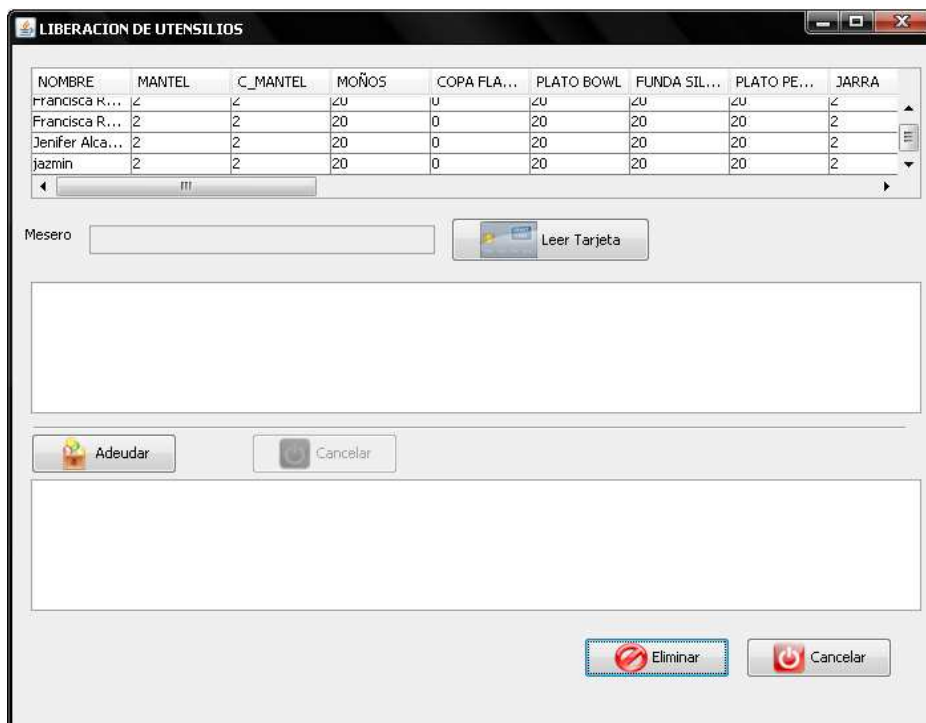 LIBERACION DE UTENSILIOS
NOMBRE MANTEL C_MANTEL MOÑOS COPA FLA... PLATO BOWL FUNDA SIL... PLATO PE... JARRA
Francisca R... 2 2 20 0 20 20 20 2
Francisca R... 2 2 20 0 20 20 20 2
Jenifer Alca... 2 2 20 0 20 20 20 2
jazmin 2 2 20 0 20 20 20 2
Mesero Leer Tarjeta
Adeudar Cancelar
Eliminar Cancelar